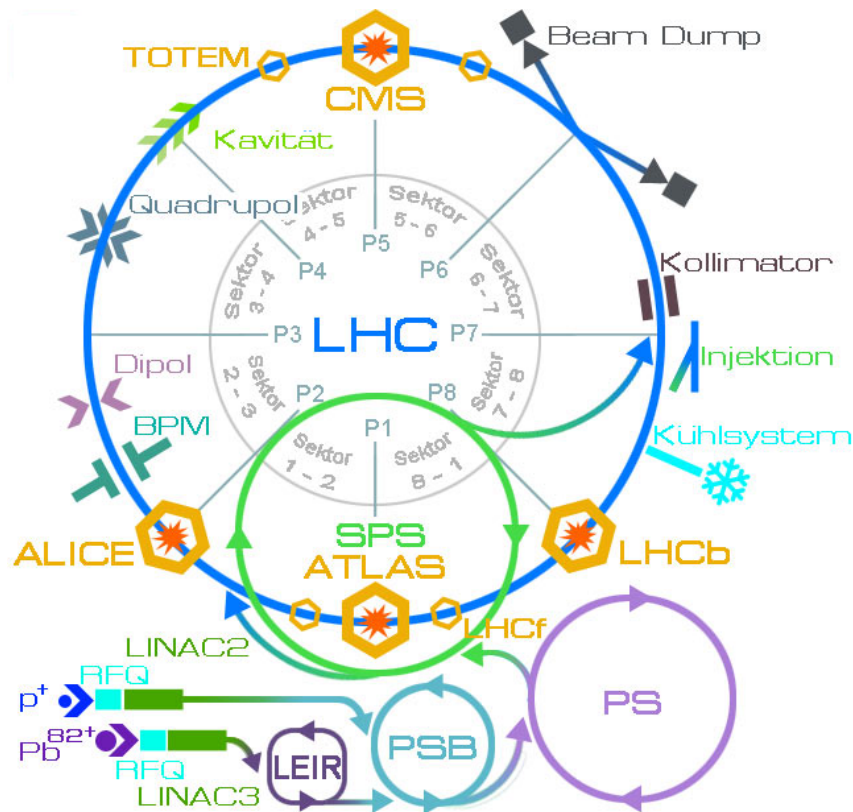 TOTEM
CMS
Beam Dump
Kavität
Quadrupol
Sektor
4 - 5
Sektor
5 - 6
P5
P4
P6
Sektor
3 - 4
Sektor
6 - 7
Kollimator
P3
LHC
P7
Injektion
Dipol
Sektor
2 - 3
P2
P8
Sektor
7 - 8
BPM
P1
Sektor
1 - 2
Sektor
8 - 1
Kühlsystem
ALICE
SPS
ATLAS
LHCb
LHCf
LINAC2
RFQ
p+
PS
PSB
Pb82+
RFQ
LEIR
LINAC3